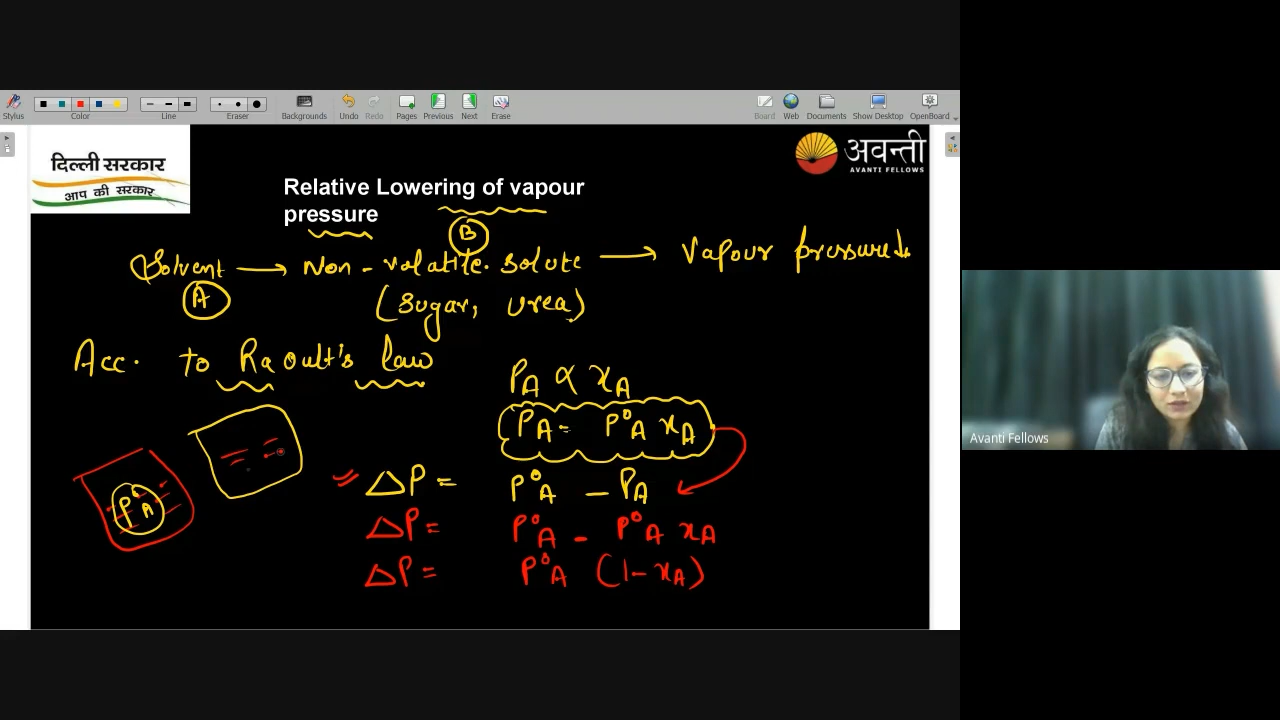 Stylus Color Line Eraser Backgrounds Undo Redo Pages Previous Next Erase Board Web Documents Show Desktop OpenBoard
दिल्ली सरकार
आप की सरकार
अवन्ती
AVANTI FELLOWS
Relative Lowering of vapour
pressure
B
Solvent → Non-volatile solute → Vapour pressure↓
A
(Sugar, Urea)
Acc. to Raoult's law
PA ∝ xA
PA = P°A xA
P°A
ΔP = P°A - PA
ΔP = P°A - P°A xA
ΔP = P°A (1 - xA)
Avanti Fellows